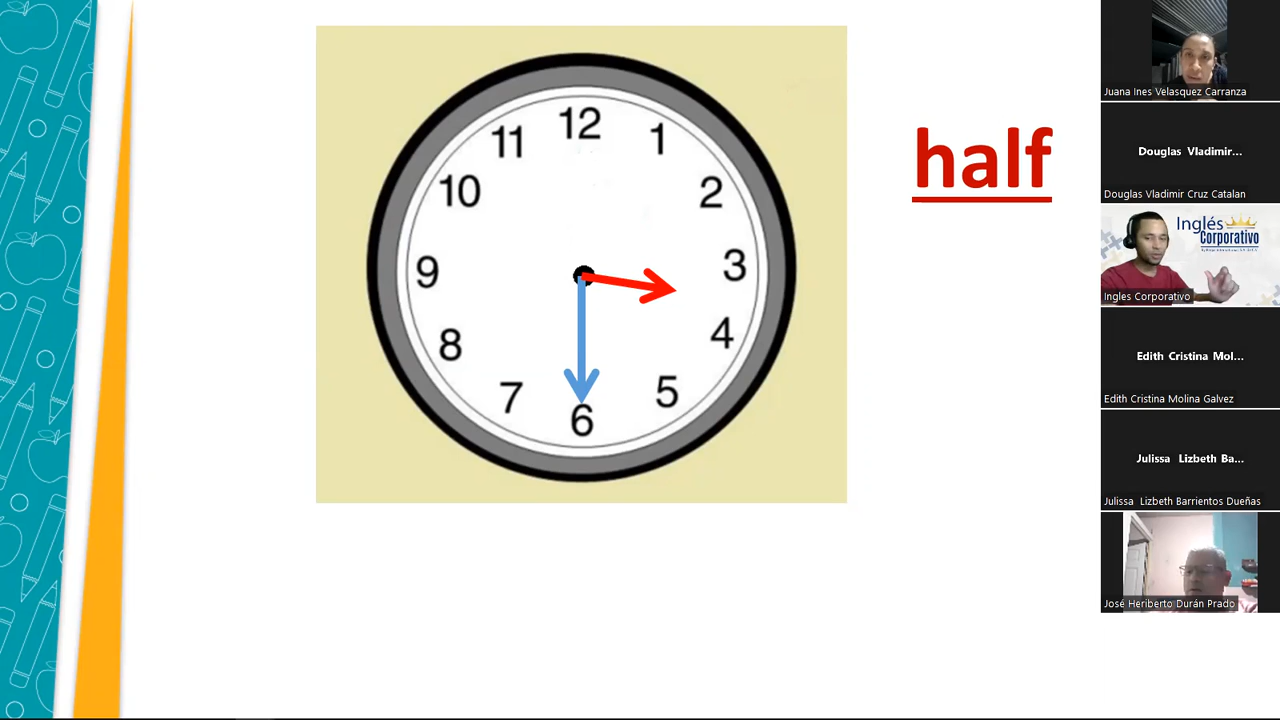 12
11
1
10
2
9
3
8
4
7
5
6
half
Juana Ines Velasquez Carranza
Douglas Vladimir...
Douglas Vladimir Cruz Catalan
Inglés
Corporativo
Ingles Corporativo
Edith Cristina Mol...
Edith Cristina Molina Galvez
Julissa Lizbeth Ba...
Julissa Lizbeth Barrientos Dueñas
José Heriberto Durán Prado